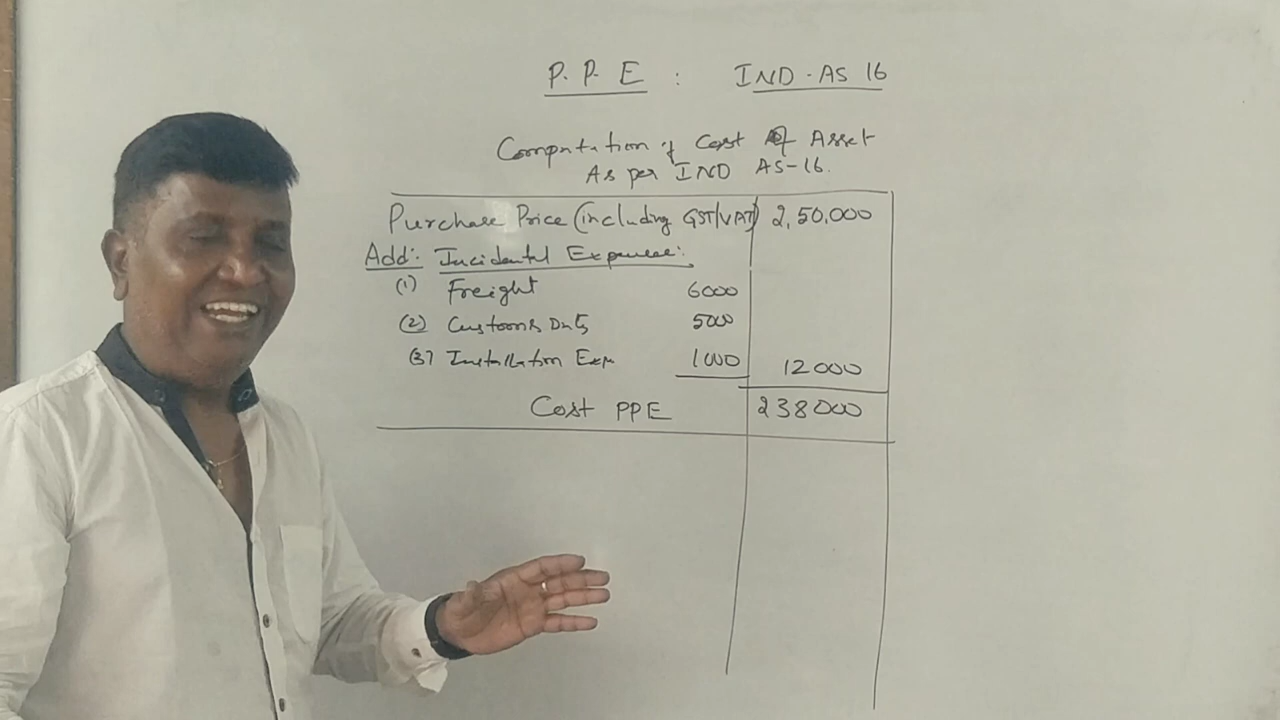 P.P.E : IND-AS 16
Computation of Cost of Asset
As per IND AS-16.
Purchase Price (including GST/VAT) 2,50,000
Add:- Incidental Expenses:-
(1) Freight 6000
(2) Customs Duty 5000
(3) Installation Exp 1000 12000
Cost PPE 238000